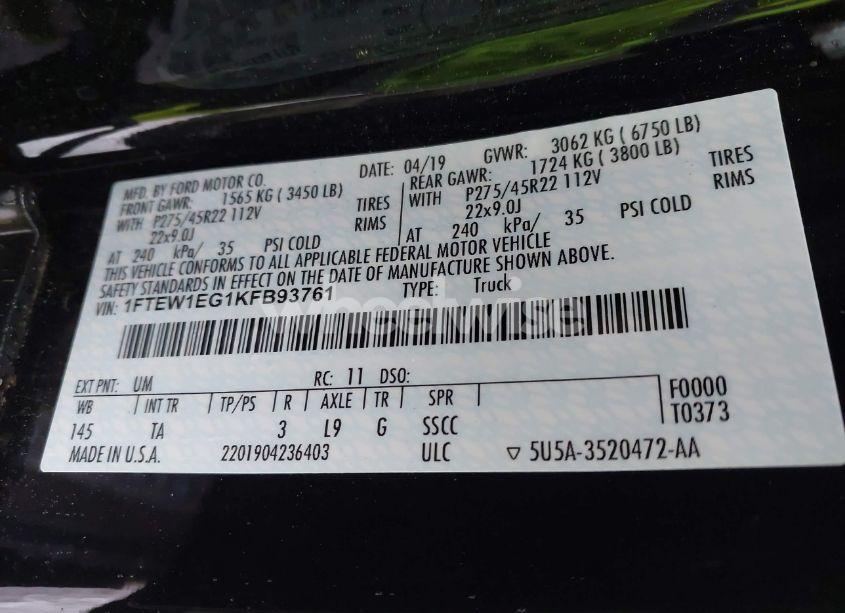 MFD. BY FORD MOTOR CO. DATE: 04/19 GVWR: 3062 KG ( 6750 LB)
FRONT GAWR: 1565 KG ( 3450 LB) REAR GAWR: 1724 KG ( 3800 LB)
WITH P275/45R22 112V TIRES WITH P275/45R22 112V TIRES
22x9.0J RIMS 22x9.0J RIMS
AT 240 kPa/ 35 PSI COLD AT 240 kPa/ 35 PSI COLD
THIS VEHICLE CONFORMS TO ALL APPLICABLE FEDERAL MOTOR VEHICLE
SAFETY STANDARDS IN EFFECT ON THE DATE OF MANUFACTURE SHOWN ABOVE.
VIN: 1FTEW1EG1KFB93761 TYPE: Truck
wheelwise
EXT PNT: UM RC: 11 DSO:
WB INT TR TP/PS R AXLE TR SPR F0000
145 TA 3 L9 G SSCC T0373
MADE IN U.S.A. 2201904236403 ULC ▽ 5U5A-3520472-AA